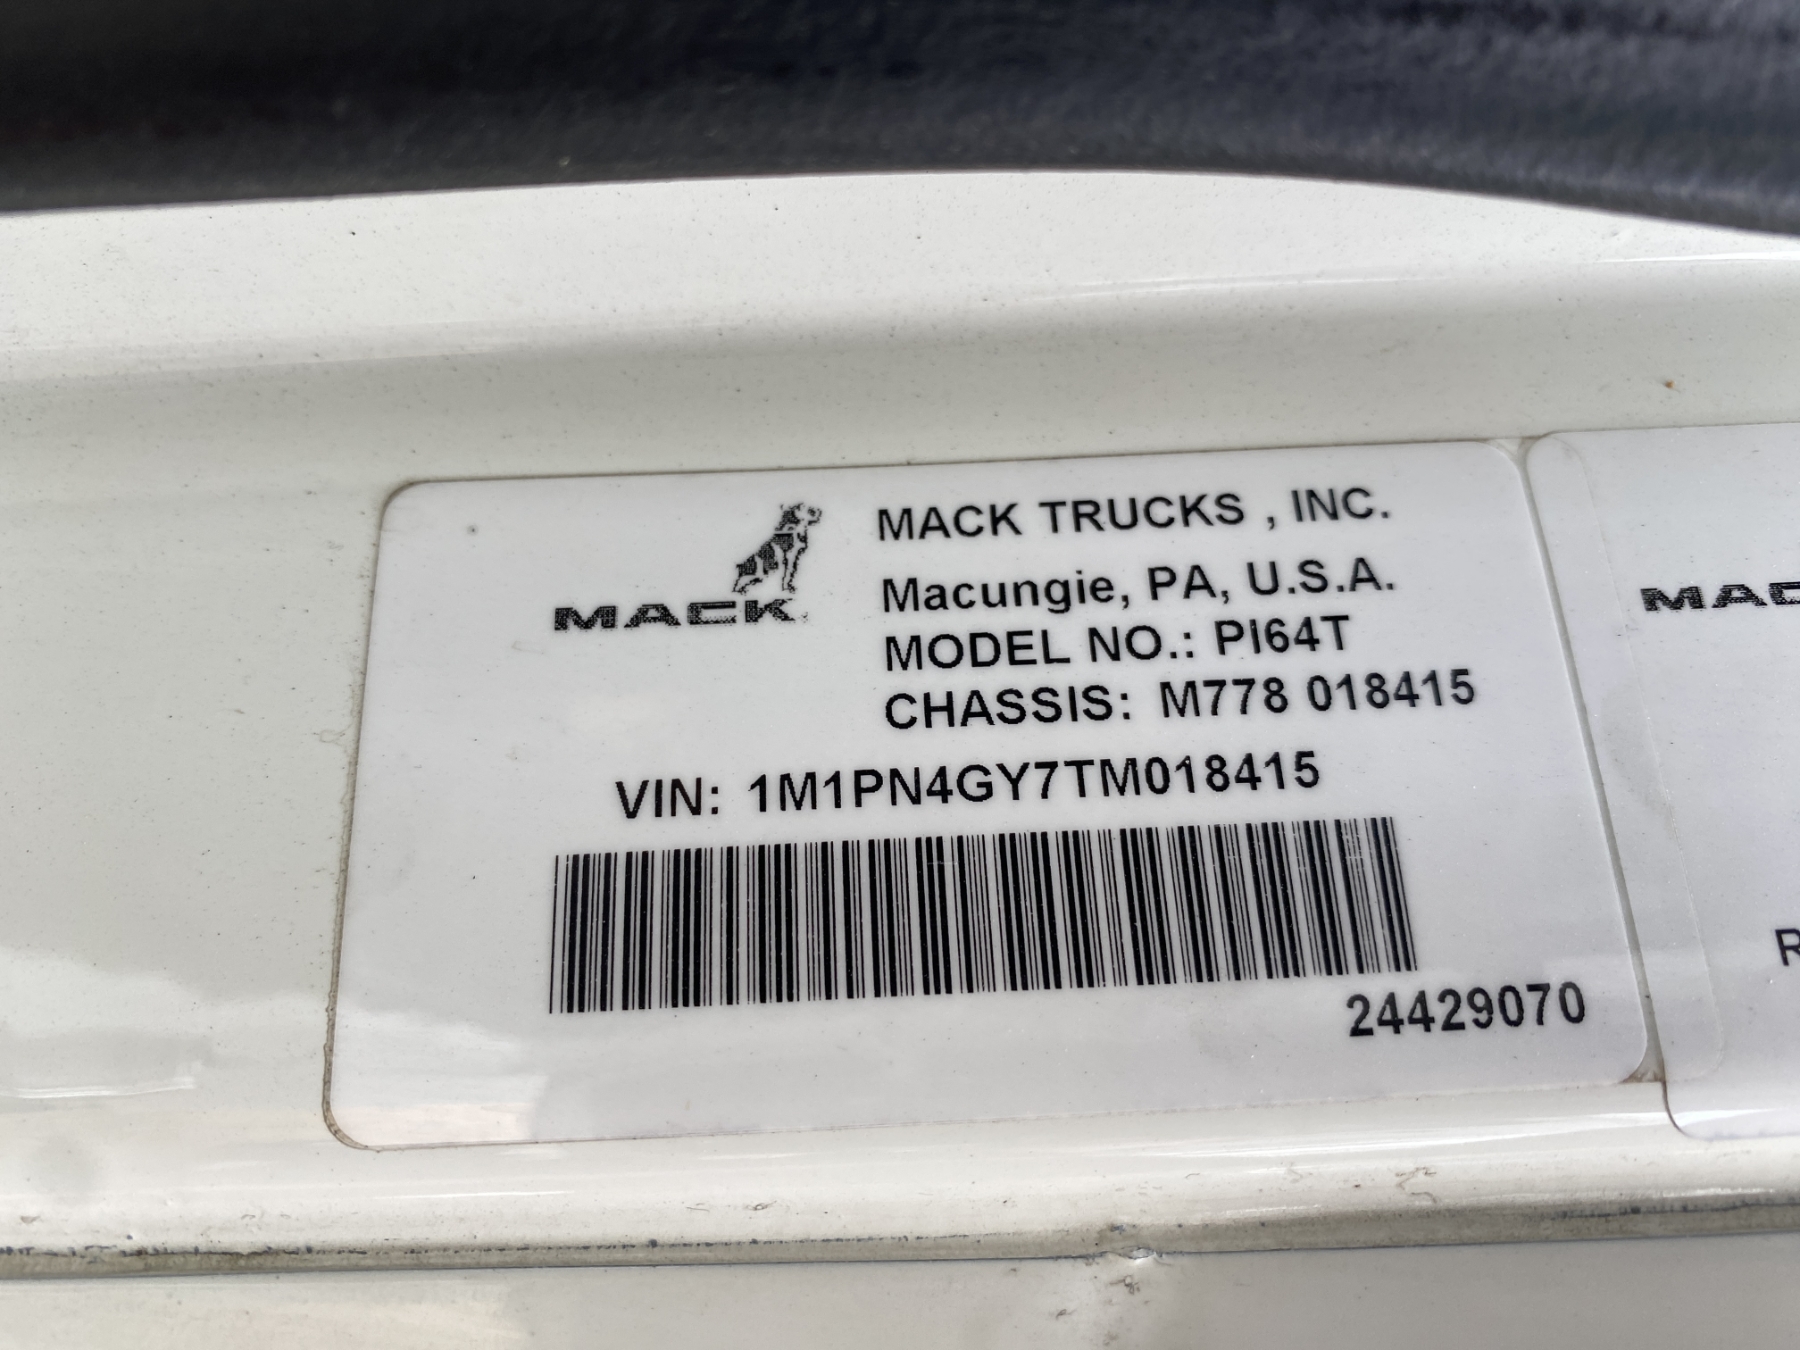 MACK
MACK TRUCKS , INC.
Macungie, PA, U.S.A.
MODEL NO.: PI64T
CHASSIS: M778 018415
VIN: 1M1PN4GY7TM018415
24429070
MAC
R